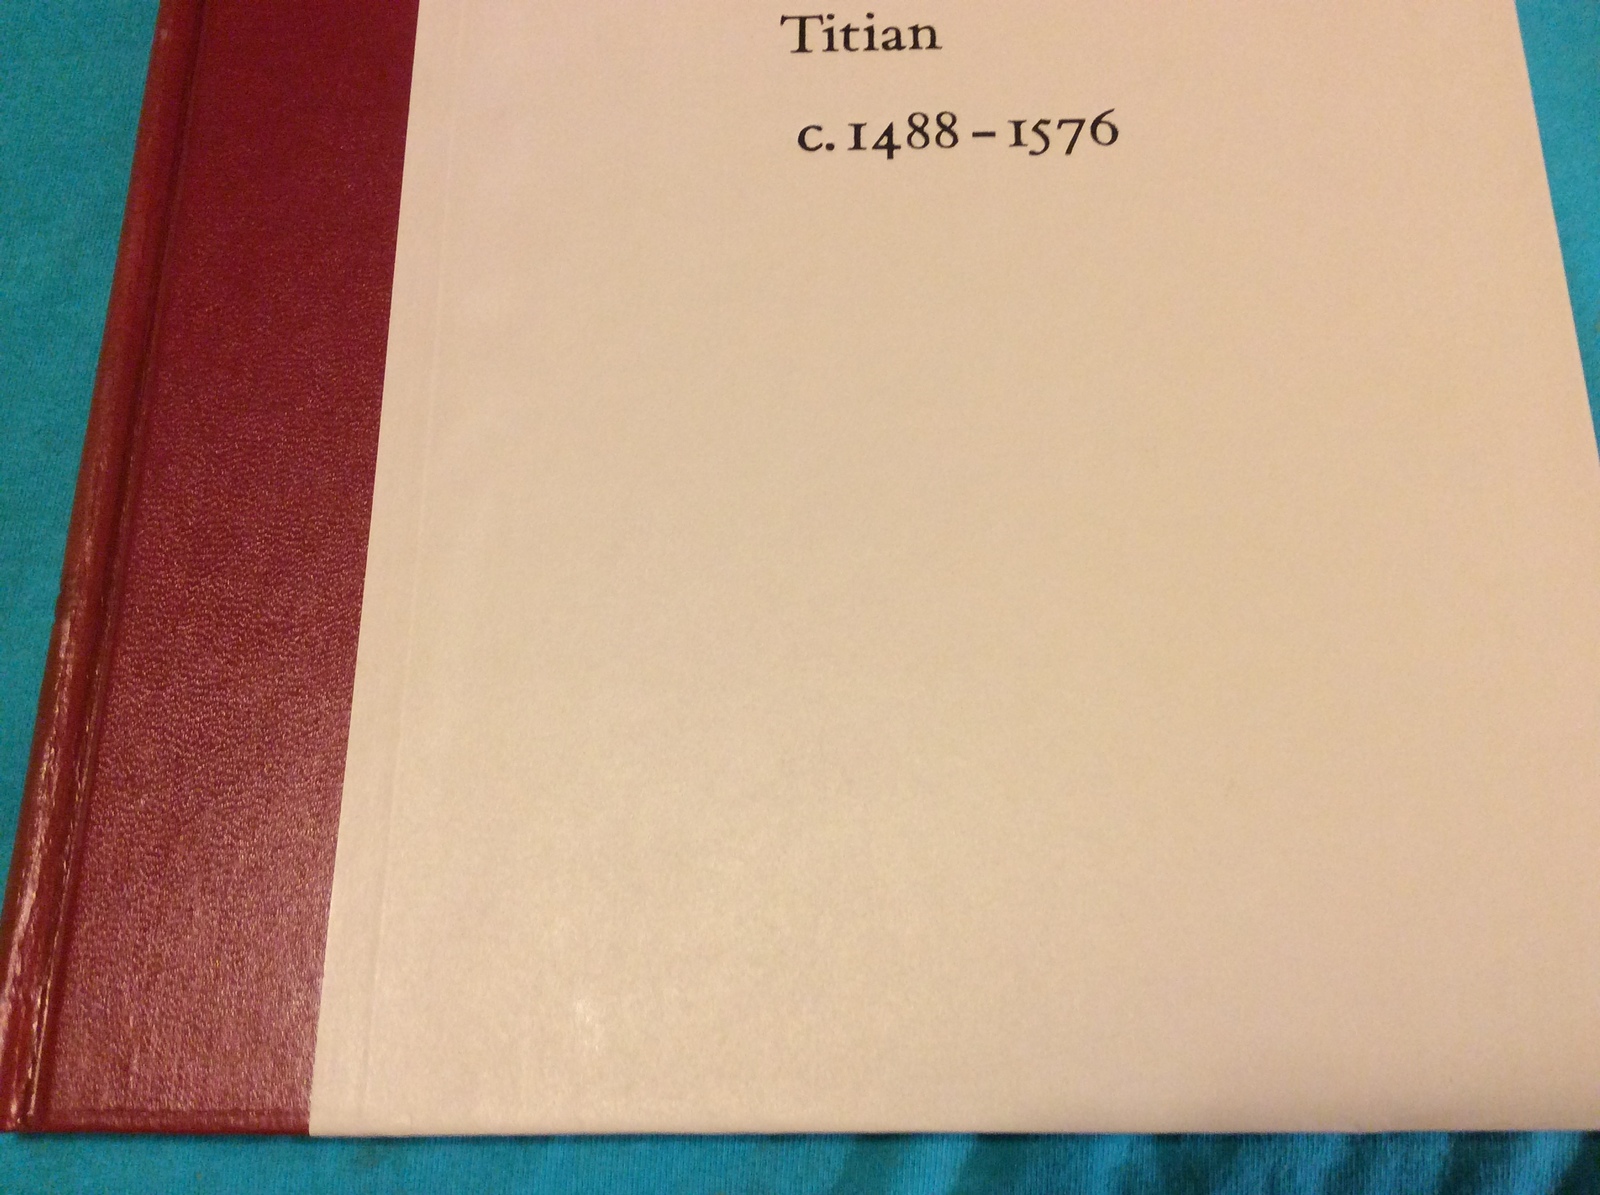 Titian
c. 1488 – 1576